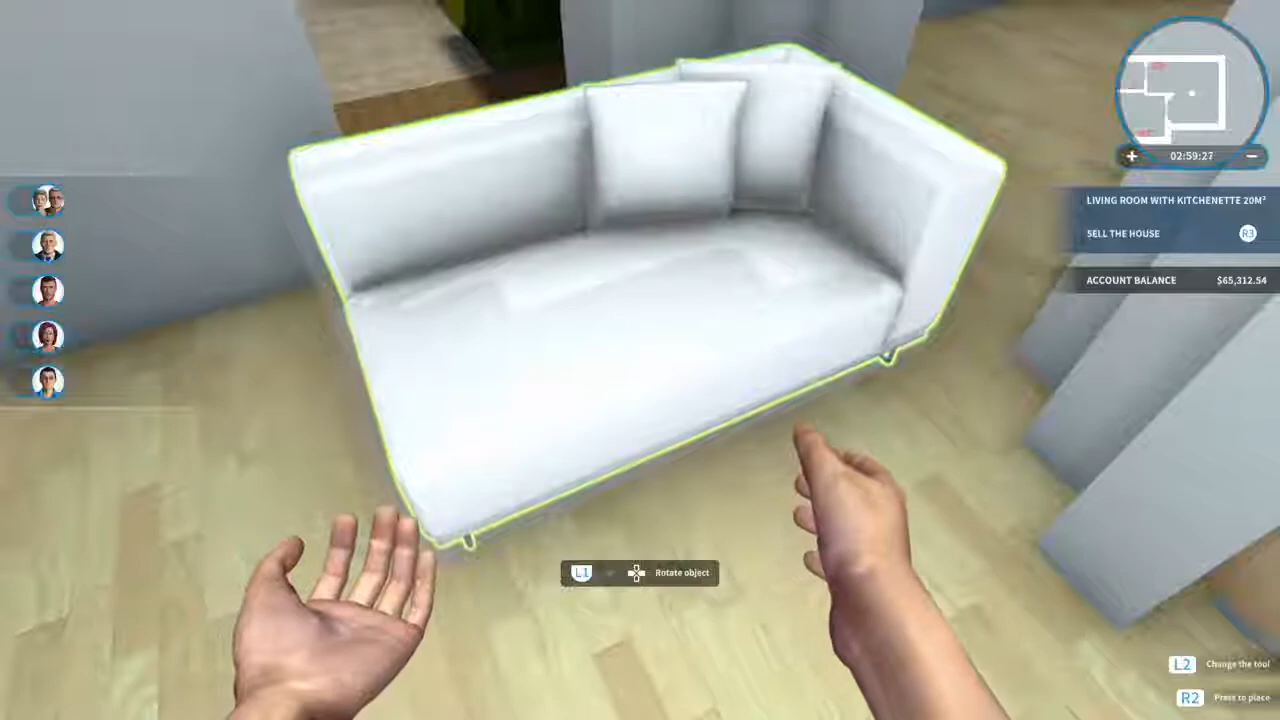 02:59:27
LIVING ROOM WITH KITCHENETTE 20M²
SELL THE HOUSE R3
ACCOUNT BALANCE $65,312.54
L1 Rotate object
L2 Change the tool
R2 Press to place